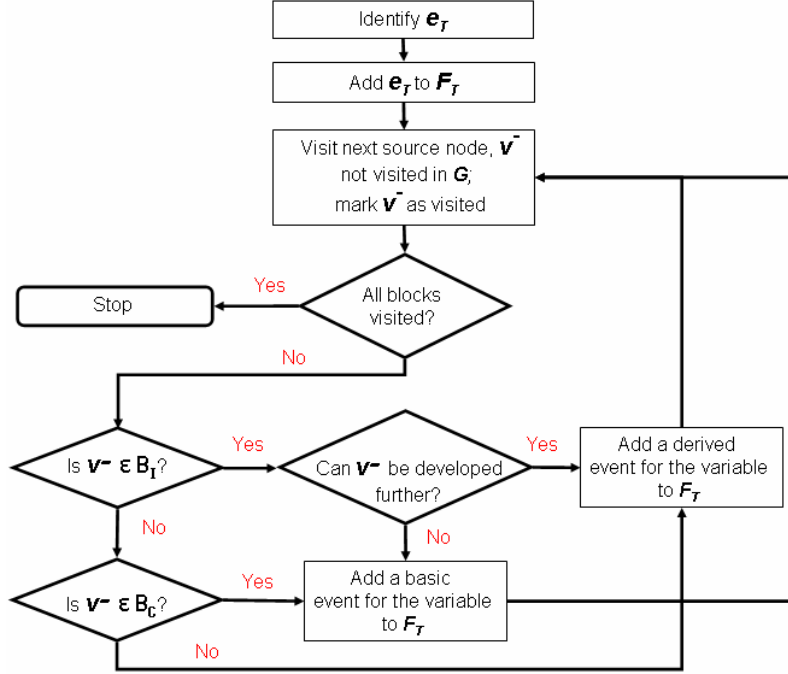 Identify e_T
Add e_T to F_T
Visit next source node, v⁻
not visited in G;
mark v⁻ as visited
Yes
Stop
All blocks
visited?
No
Is v⁻ ε B_I?
Yes
Can v⁻ be developed
further?
Yes
Add a derived
event for the variable
to F_T
No
No
Is v⁻ ε B_C?
Yes
Add a basic
event for the variable
to F_T
No